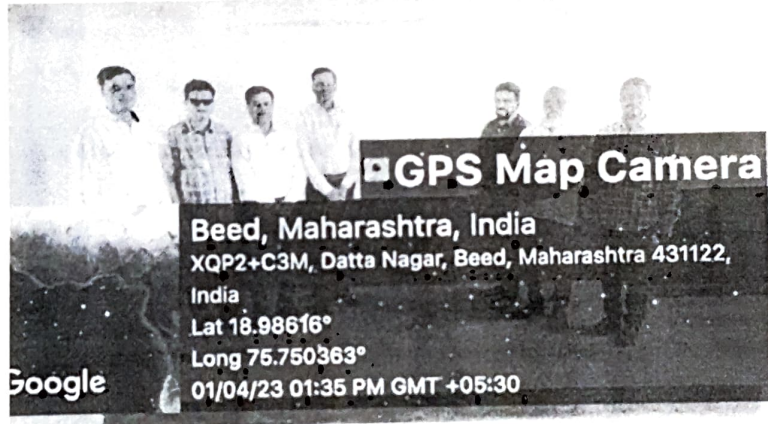 GPS Map Camera
Beed, Maharashtra, India
XQP2+C3M, Datta Nagar, Beed, Maharashtra 431122,
India
Lat 18.98616°
Long 75.750363°
01/04/23 01:35 PM GMT +05:30
Google